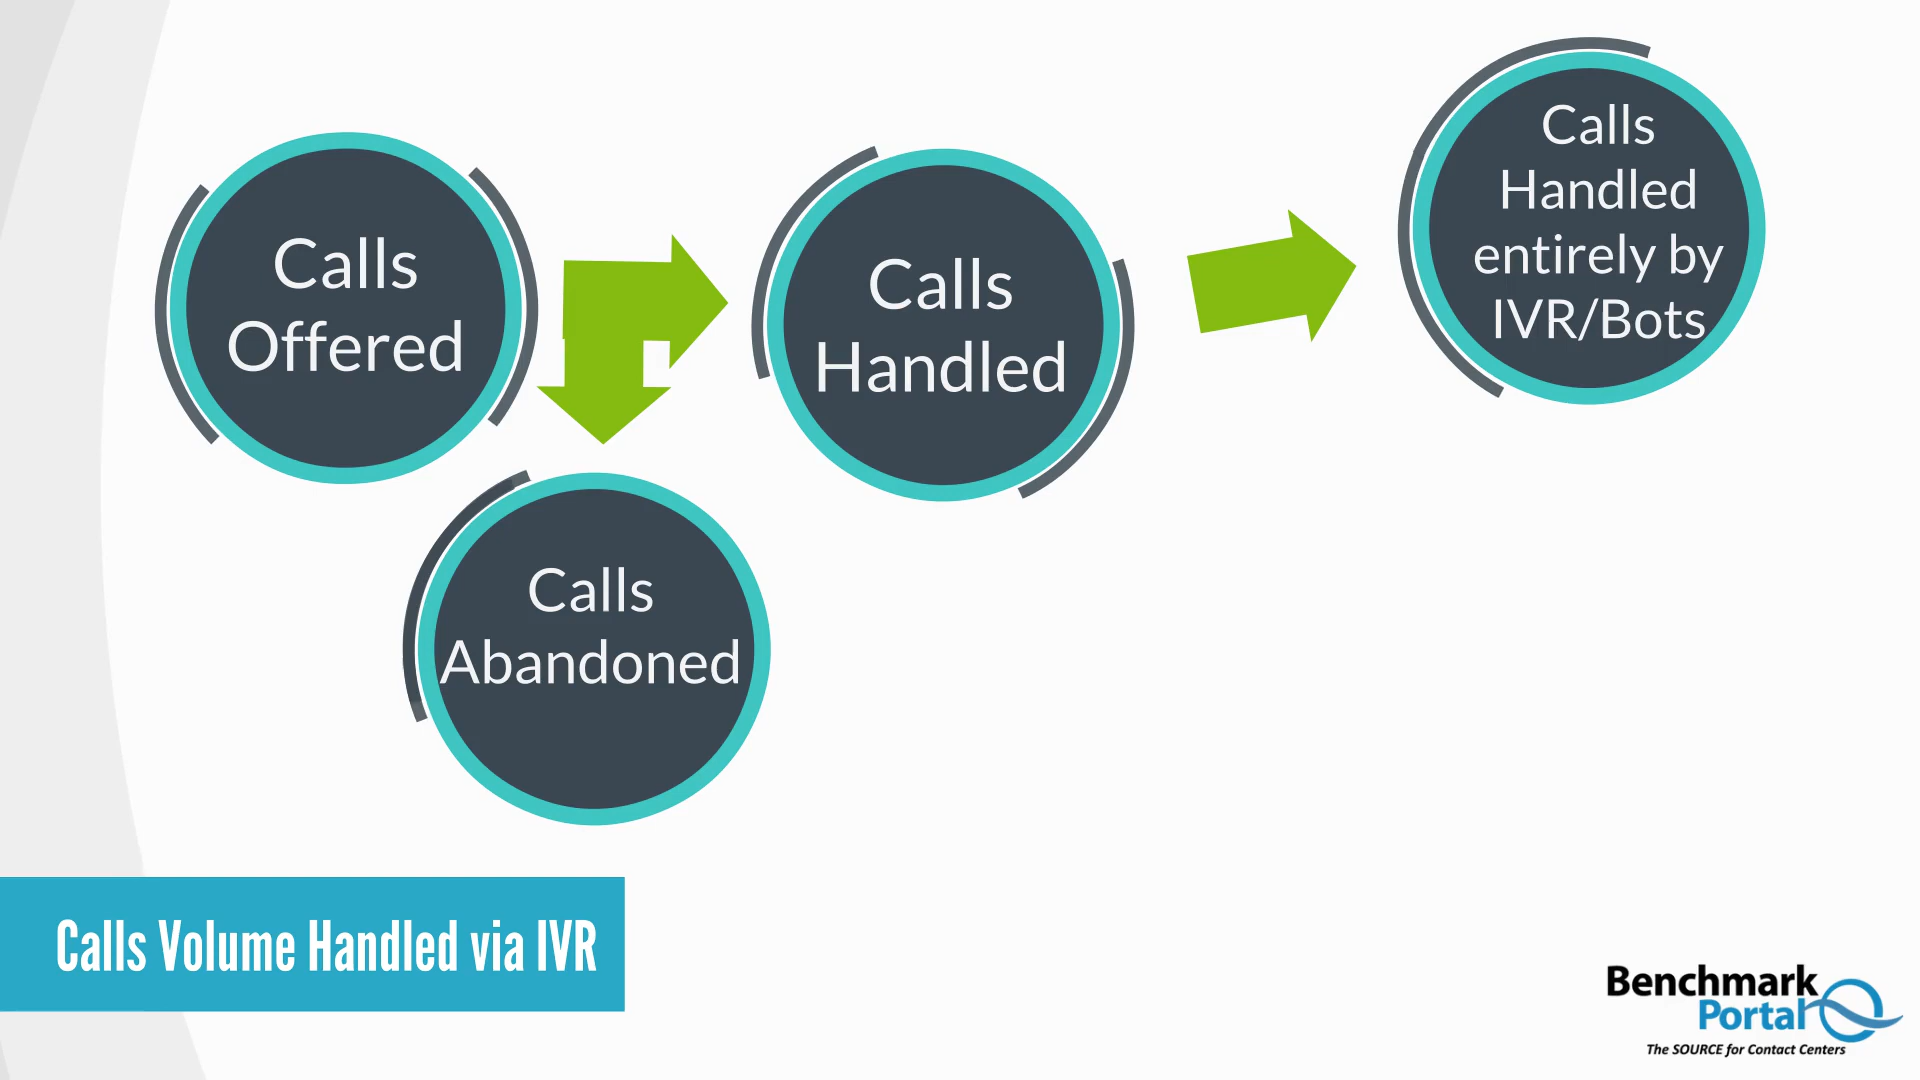 Calls
Offered
Calls
Handled
Calls
Handled
entirely by
IVR/Bots
Calls
Abandoned
Calls Volume Handled via IVR
Benchmark
Portal
The SOURCE for Contact Centers